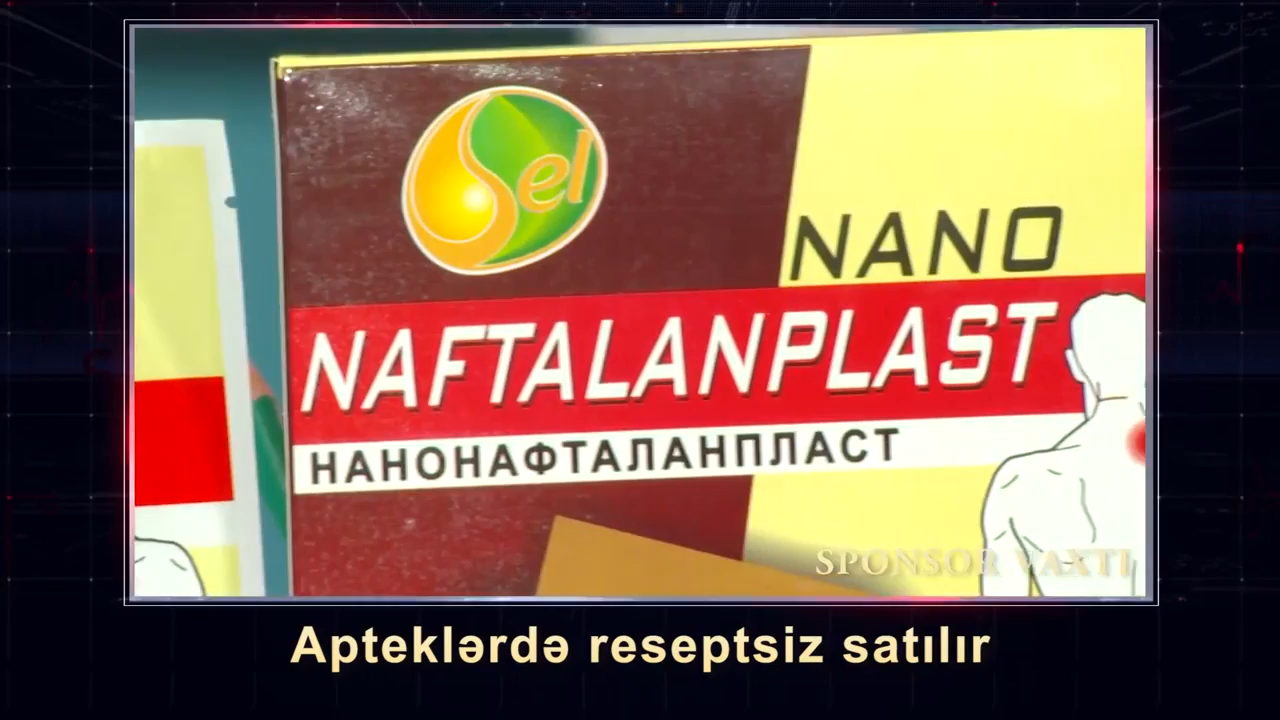 Sel
NANO
NAFTALANPLAST
НАНОНАФТАЛАНПЛАСТ
SPONSOR VAXTI
Apteklərdə reseptsiz satılır